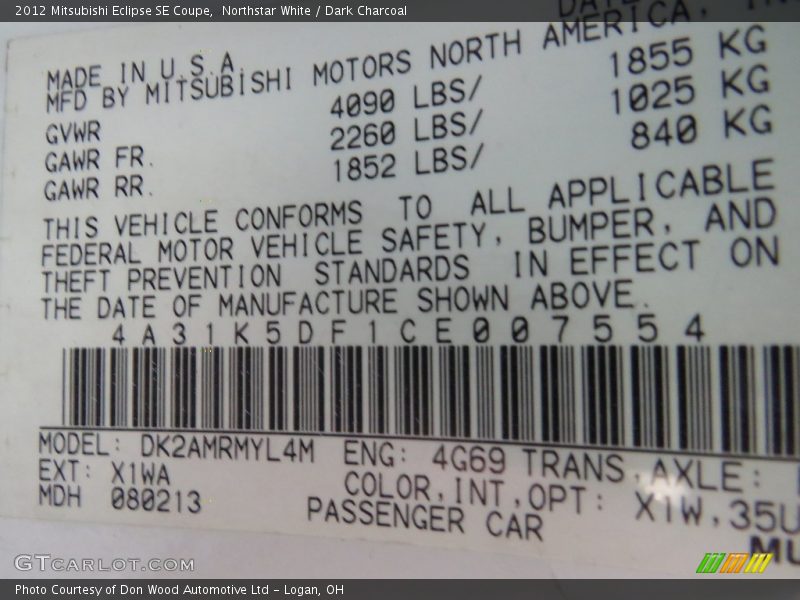 2012 Mitsubishi Eclipse SE Coupe, Northstar White / Dark Charcoal
MADE IN U.S.A.
MFD BY MITSUBISHI MOTORS NORTH AMERICA,
GVWR 4090 LBS/ 1855 KG
GAWR FR. 2260 LBS/ 1025 KG
GAWR RR. 1852 LBS/ 840 KG
THIS VEHICLE CONFORMS TO ALL APPLICABLE
FEDERAL MOTOR VEHICLE SAFETY, BUMPER, AND
THEFT PREVENTION STANDARDS IN EFFECT ON
THE DATE OF MANUFACTURE SHOWN ABOVE.
4A31K5DF1CE007554
MODEL: DK2AMRMYL4M ENG: 4G69 TRANS,AXLE:
EXT: X1WA COLOR,INT,OPT: X1W,35U
MDH 080213 PASSENGER CAR
GTCARLOT.COM
Photo Courtesy of Don Wood Automotive Ltd - Logan, OH